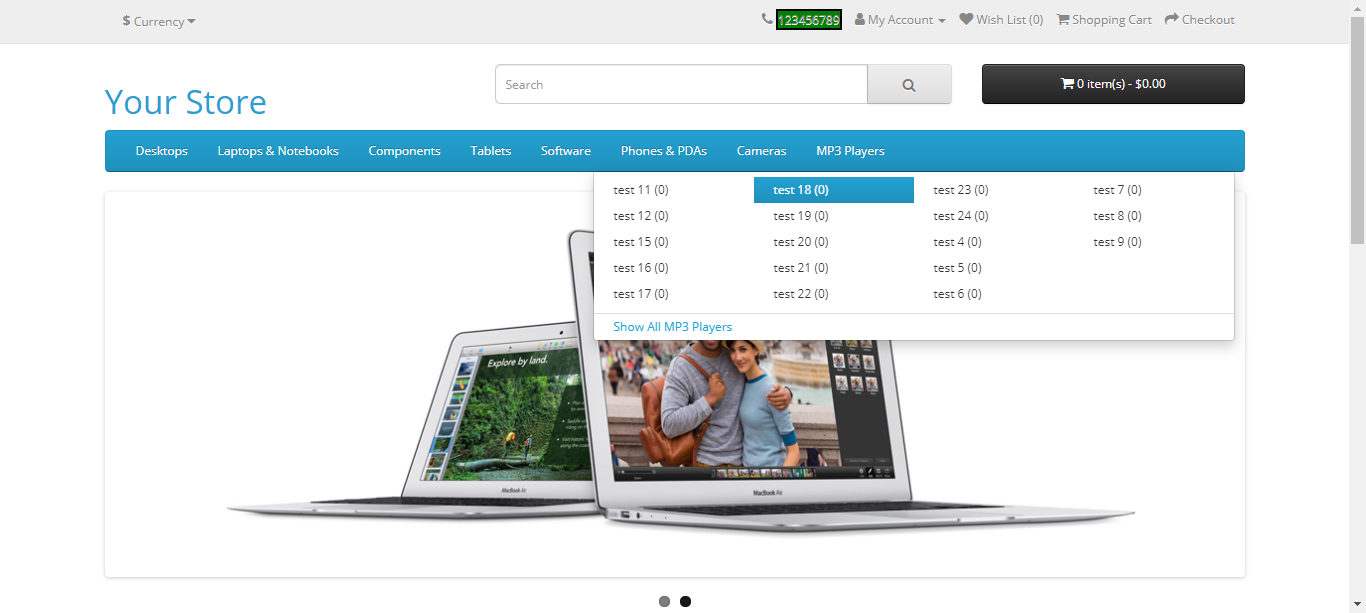 $ Currency
123456789 My Account Wish List (0) Shopping Cart Checkout
Your Store
Search
0 item(s) - $0.00
Desktops Laptops & Notebooks Components Tablets Software Phones & PDAs Cameras MP3 Players
test 11 (0) test 18 (0) test 23 (0) test 7 (0)
test 12 (0) test 19 (0) test 24 (0) test 8 (0)
test 15 (0) test 20 (0) test 4 (0) test 9 (0)
test 16 (0) test 21 (0) test 5 (0)
test 17 (0) test 22 (0) test 6 (0)
Show All MP3 Players
Explore by land.
MacBook Air
MacBook Air